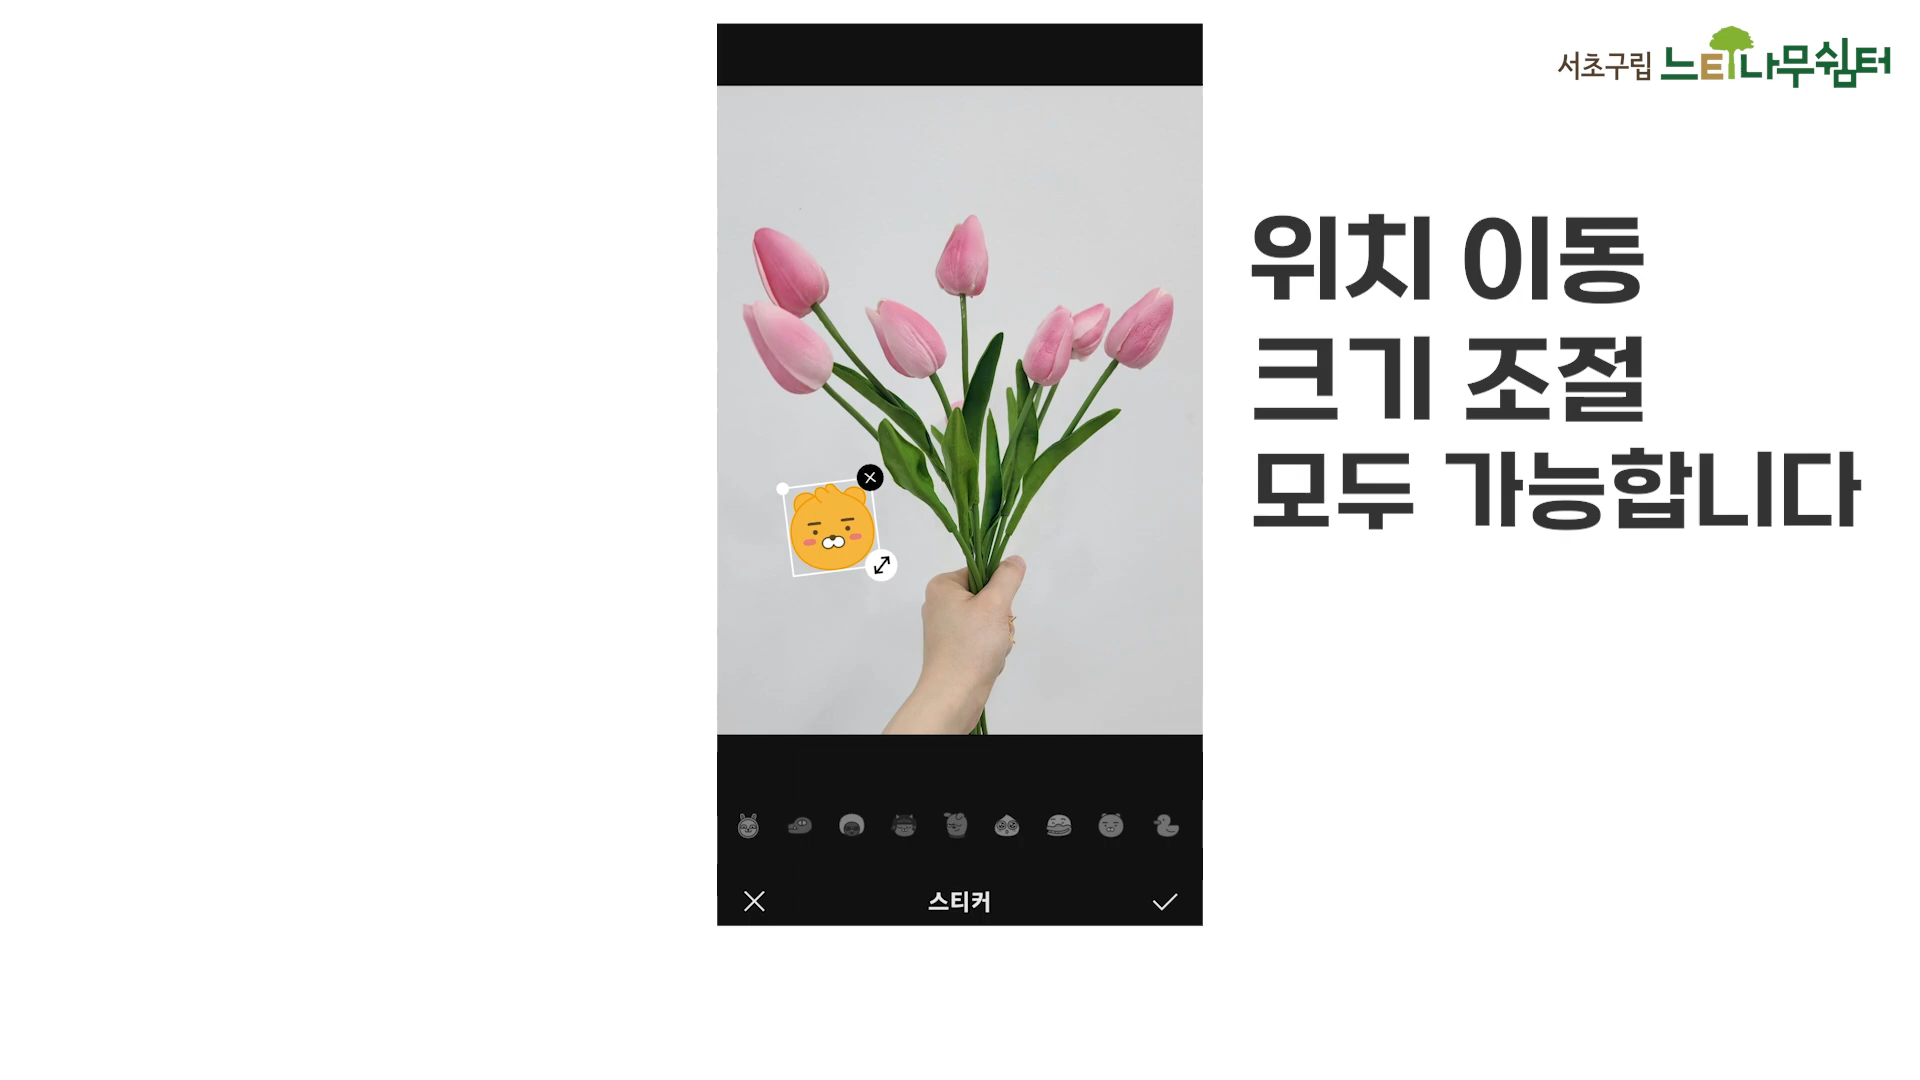 서초구립 느티나무쉼터
위치 이동
크기 조절
모두 가능합니다
스티커